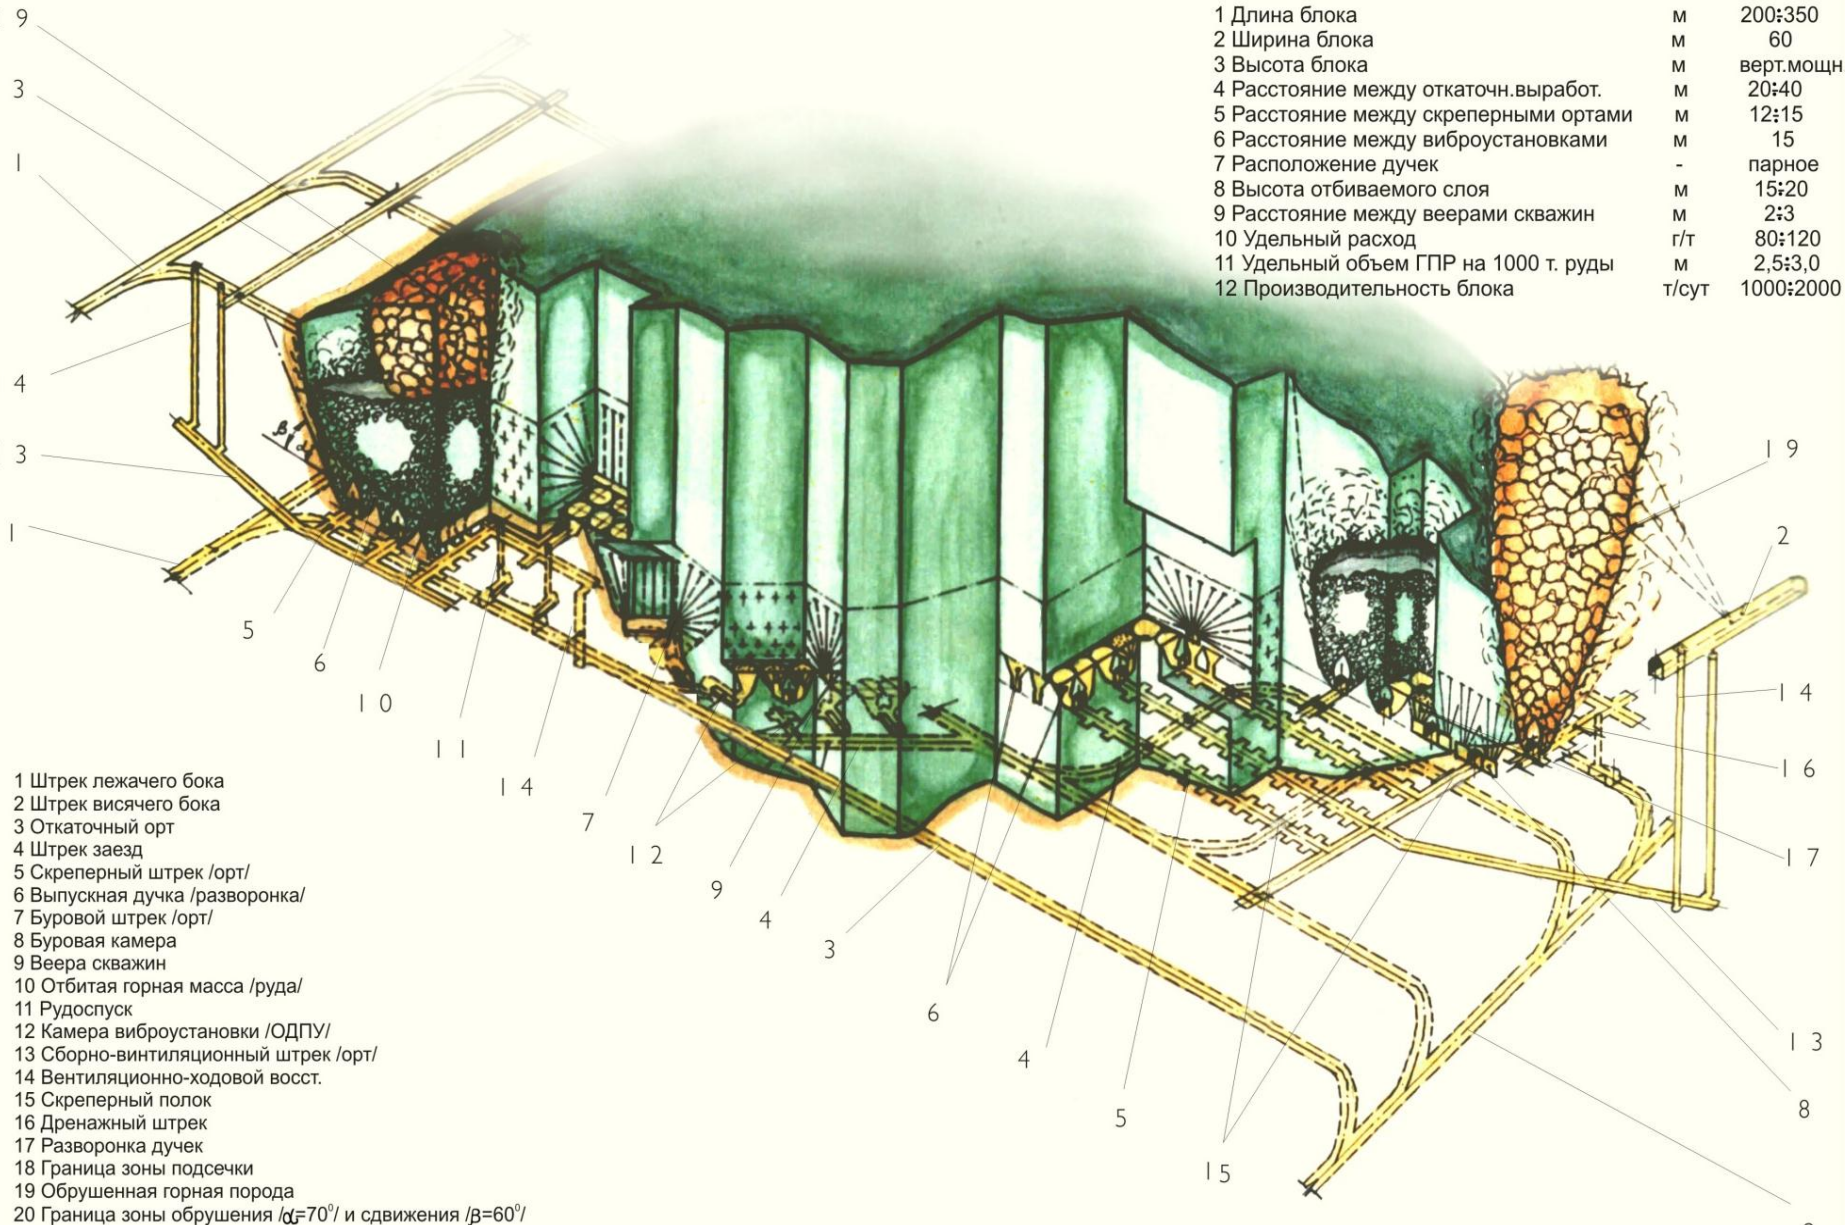 1 Длина блока м 200÷350
2 Ширина блока м 60
3 Высота блока м верт.мощн
4 Расстояние между откаточн.выработ. м 20÷40
5 Расстояние между скреперными ортами м 12÷15
6 Расстояние между виброустановками м 15
7 Расположение дучек - парное
8 Высота отбиваемого слоя м 15÷20
9 Расстояние между веерами скважин м 2÷3
10 Удельный расход г/т 80÷120
11 Удельный объем ГПР на 1000 т. руды м 2,5÷3,0
12 Производительность блока т/сут 1000÷2000
9
3
1
4
3
1
β
α
5
6
10
11
14
7
12
9
4
3
6
4
5
15
19
2
14
16
17
13
8
1 Штрек лежачего бока
2 Штрек висячего бока
3 Откаточный орт
4 Штрек заезд
5 Скреперный штрек /орт/
6 Выпускная дучка /разворонка/
7 Буровой штрек /орт/
8 Буровая камера
9 Веера скважин
10 Отбитая горная масса /руда/
11 Рудоспуск
12 Камера виброустановки /ОДПУ/
13 Сборно-винтиляционный штрек /орт/
14 Вентиляционно-ходовой восст.
15 Скреперный полок
16 Дренажный штрек
17 Разворонка дучек
18 Граница зоны подсечки
19 Обрушенная горная порода
20 Граница зоны обрушения /α=70⁰/ и сдвижения /β=60⁰/